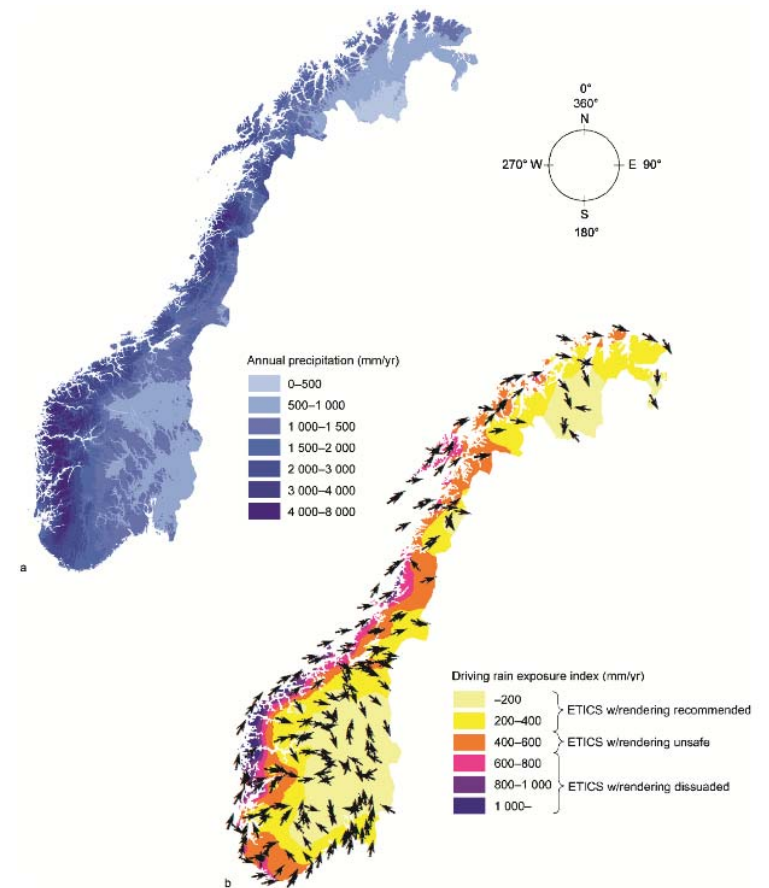 0°
360°
N
270° W
E 90°
S
180°
Annual precipitation (mm/yr)
0–500
500–1 000
1 000–1 500
1 500–2 000
2 000–3 000
3 000–4 000
4 000–8 000
a
Driving rain exposure index (mm/yr)
–200
200–400
ETICS w/rendering recommended
400–600
ETICS w/rendering unsafe
600–800
800–1 000
ETICS w/rendering dissuaded
1 000–
b